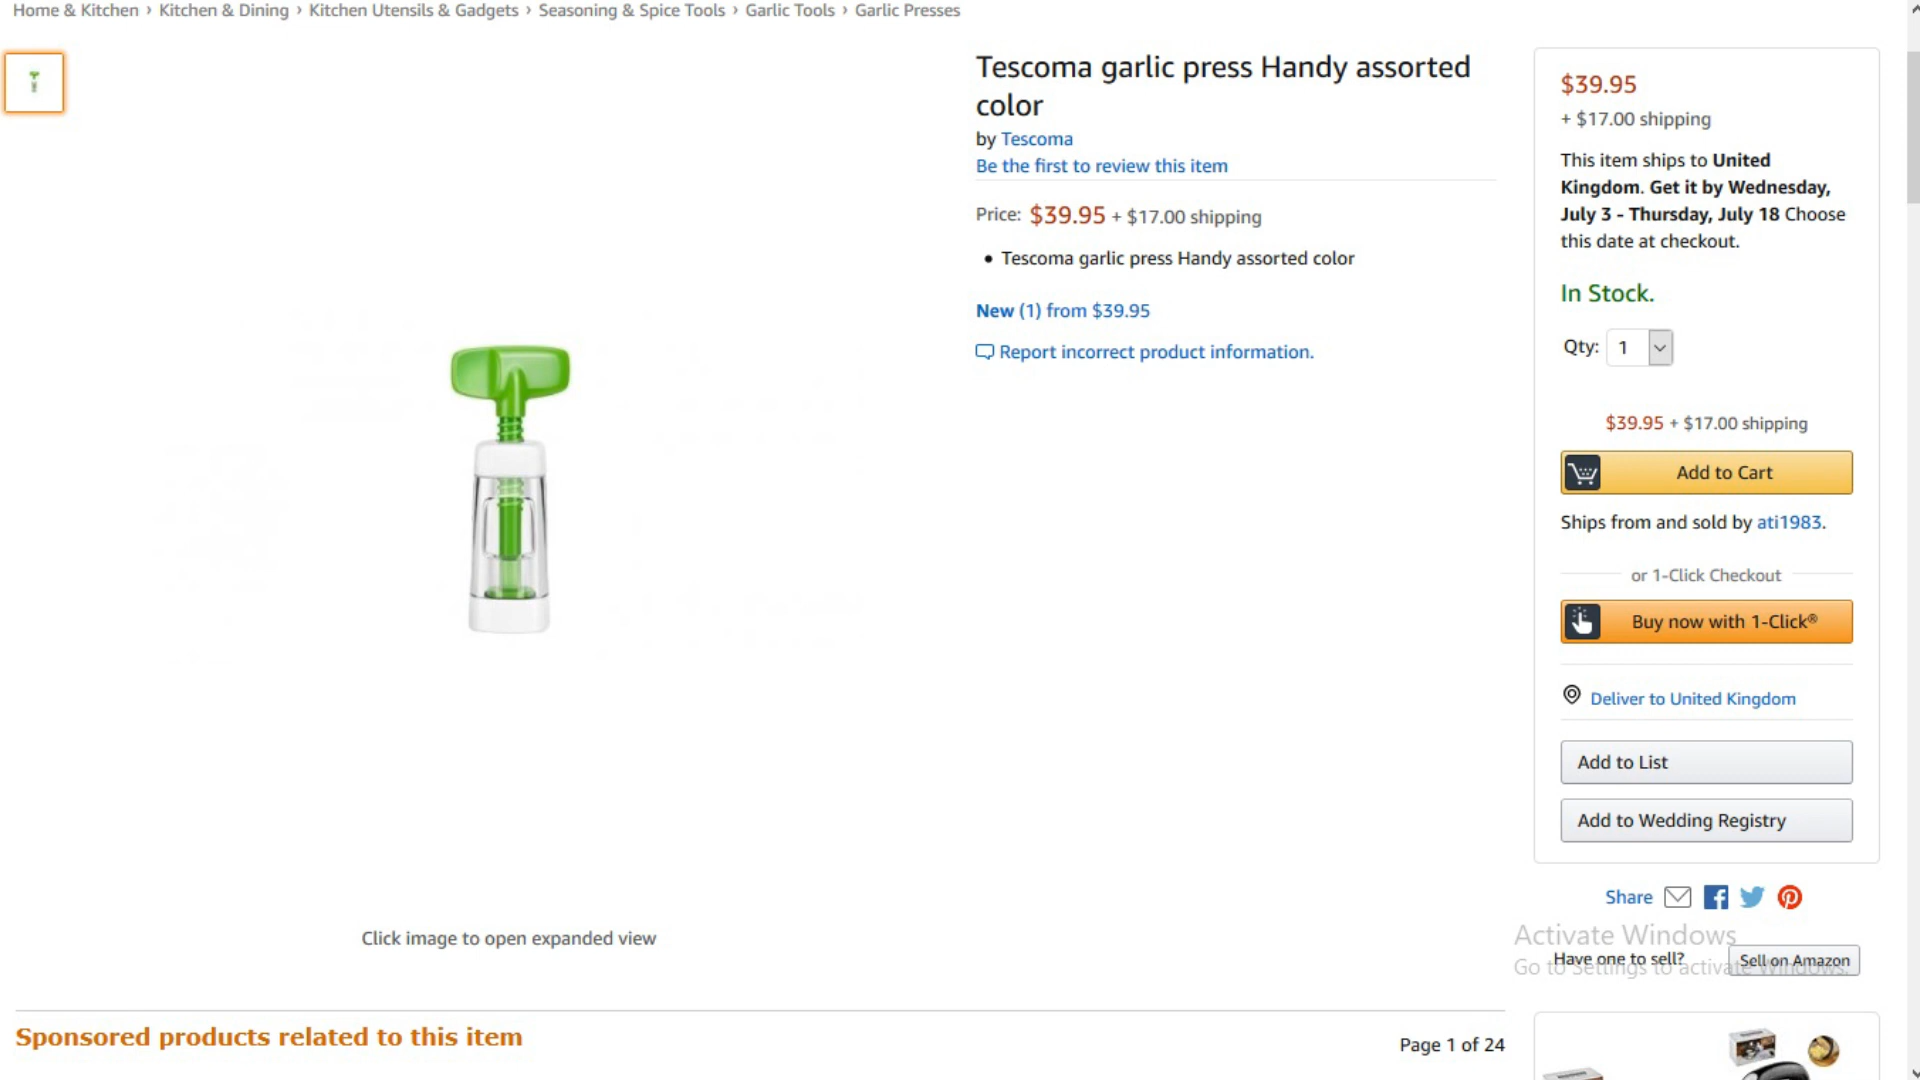 Home & Kitchen › Kitchen & Dining › Kitchen Utensils & Gadgets › Seasoning & Spice Tools › Garlic Tools › Garlic Presses
Tescoma garlic press Handy assorted
color
by Tescoma
Be the first to review this item
Price: $39.95 + $17.00 shipping
• Tescoma garlic press Handy assorted color
New (1) from $39.95
Report incorrect product information.
Click image to open expanded view
$39.95
+ $17.00 shipping
This item ships to United
Kingdom. Get it by Wednesday,
July 3 - Thursday, July 18 Choose
this date at checkout.
In Stock.
Qty: 1
$39.95 + $17.00 shipping
Add to Cart
Ships from and sold by ati1983.
or 1-Click Checkout
Buy now with 1-Click®
Deliver to United Kingdom
Add to List
Add to Wedding Registry
Share
Activate Windows
Go to Settings to activate Windows.
Have one to sell? Sell on Amazon
Sponsored products related to this item
Page 1 of 24